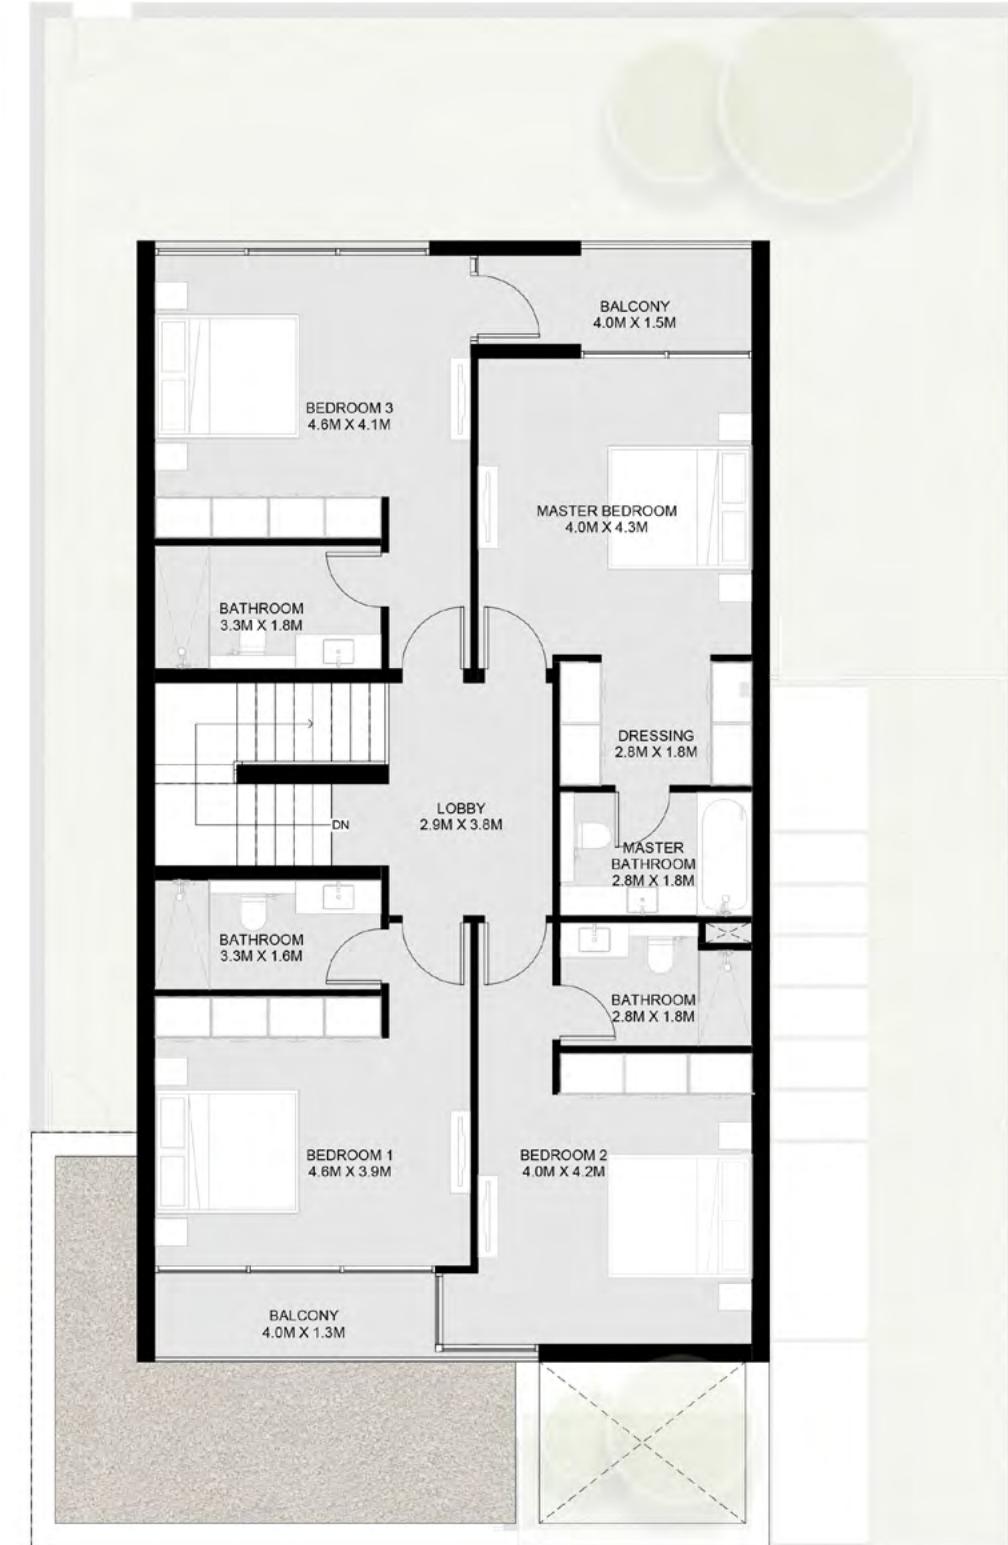 BALCONY
4.0M X 1.5M
BEDROOM 3
4.6M X 4.1M
MASTER BEDROOM
4.0M X 4.3M
BATHROOM
3.3M X 1.8M
DRESSING
2.8M X 1.8M
LOBBY
2.9M X 3.8M
DN
MASTER
BATHROOM
2.8M X 1.8M
BATHROOM
3.3M X 1.6M
BATHROOM
2.8M X 1.8M
BEDROOM 1
4.6M X 3.9M
BEDROOM 2
4.0M X 4.2M
BALCONY
4.0M X 1.3M